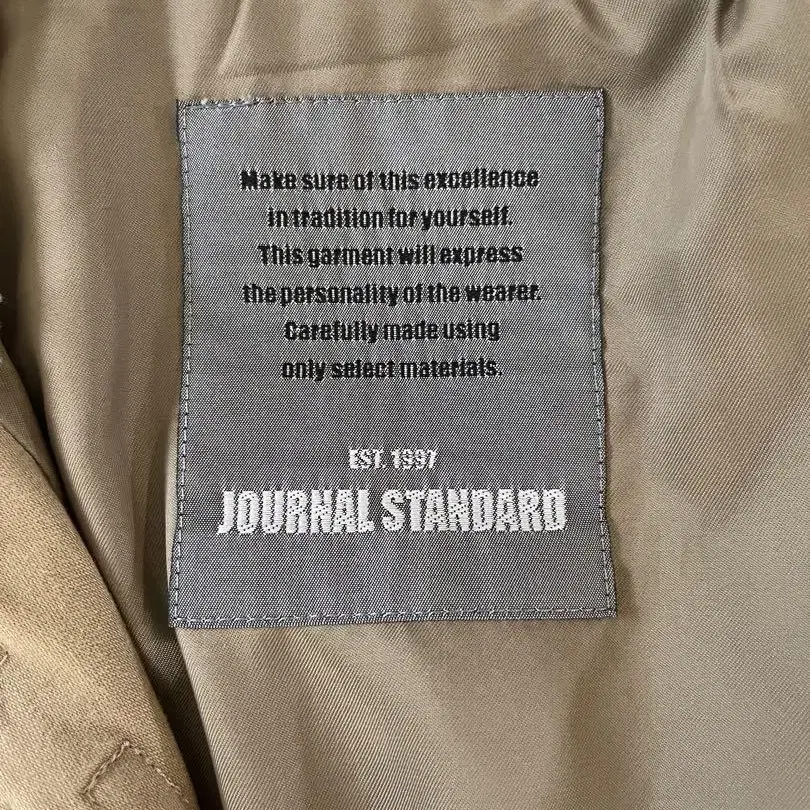 Make sure of this excellence
in tradition for yourself.
This garment will express
the personality of the wearer.
Carefully made using
only select materials.
EST. 1997
JOURNAL STANDARD